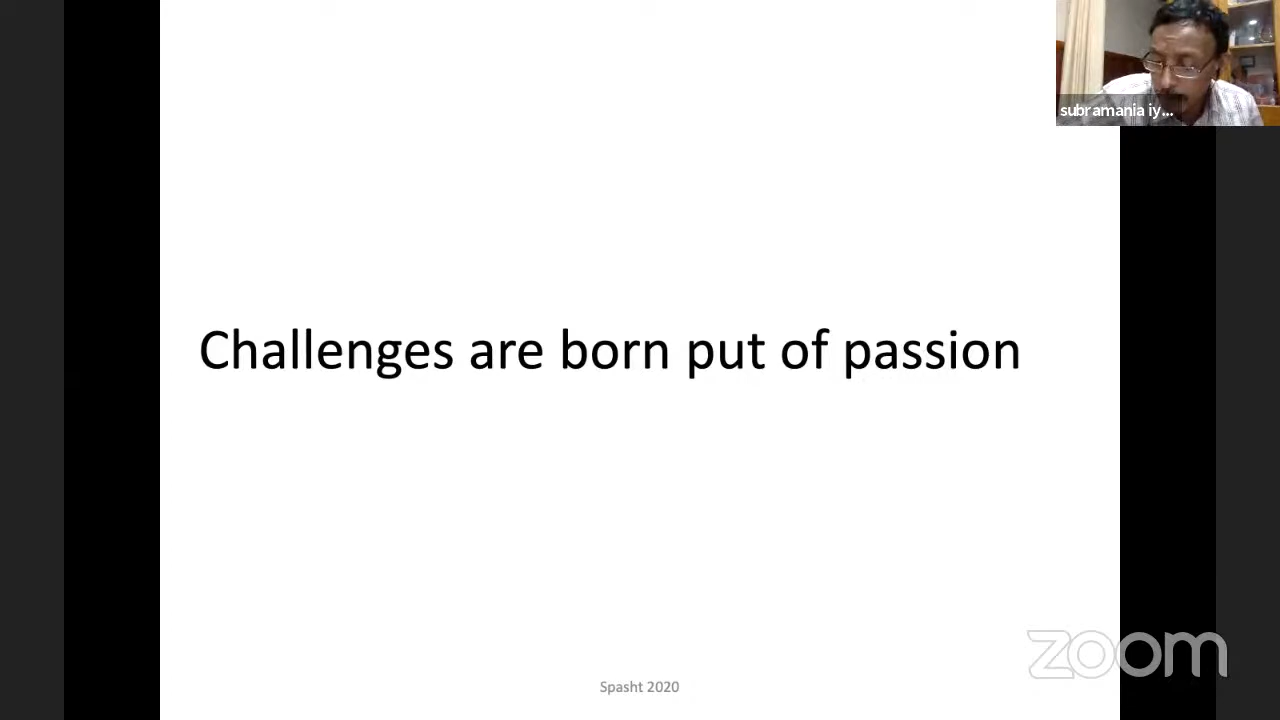 subramania iy...
Challenges are born put of passion
zoom
Spasht 2020